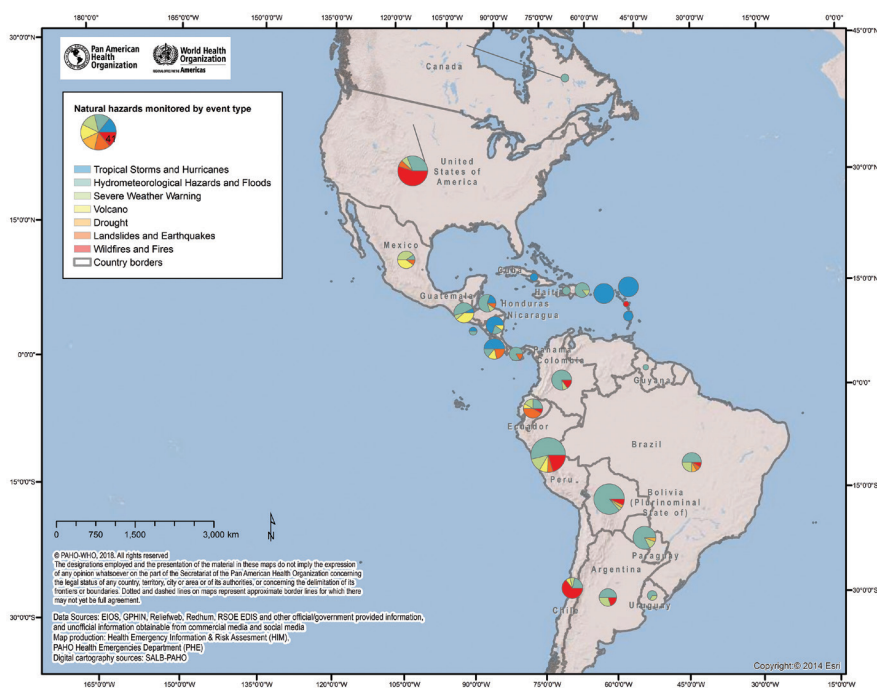 180°0'0" 180°0'0" 165°0'0"W 150°0'0"W 135°0'0"W 120°0'0"W 105°0'0"W 90°0'0"W 75°0'0"W 60°0'0"W 45°0'0"W 30°0'0"W 15°0'0"W 0°0'0"
30°0'0"N
45°0'0"N
Pan American
Health
Organization
World Health
Organization
Americas
Canada
Natural hazards monitored by event type
41
Tropical Storms and Hurricanes
Hydrometeorological Hazards and Floods
Severe Weather Warning
Volcano
Drought
Landslides and Earthquakes
Wildfires and Fires
Country borders
United
States of
America
30°0'0"N
15°0'0"N
Mexico
Cuba
15°0'0"N
Haiti
Guatemala
Honduras
Nicaragua
0°0'0"
Panama
Colombia
Guyana
0°0'0"
Ecuador
Brazil
15°0'0"S
Peru
Bolivia
(Plurinominal
State of)
15°0'0"S
0 750 1,500 3,000 km
N
Paraguay
Argentina
Chile
Uruguay
30°0'0"S
30°0'0"S
© PAHO-WHO, 2018. All rights reserved
The designations employed and the presentation of the material in these maps do not imply the expression
of any opinion whatsoever on the part of the Secretariat of the Pan American Health Organization concerning
the legal status of any country, territory, city or area or of its authorities, or concerning the delimitation of its
frontiers or boundaries. Dotted and dashed lines on maps represent approximate border lines for which there
may not yet be full agreement.
Data Sources: EIOS, GPHIN, Reliefweb, Redhum, RSOE EDIS and other official/government provided information,
and unofficial information obtainable from commercial media and social media
Map production: Health Emergency Information & Risk Assesment (HIM),
PAHO Health Emergencies Department (PHE)
Digital cartography sources: SALB-PAHO
Copyright:© 2014 Esri
165°0'0"W 150°0'0"W 135°0'0"W 120°0'0"W 105°0'0"W 90°0'0"W 75°0'0"W 60°0'0"W 45°0'0"W 30°0'0"W 15°0'0"W